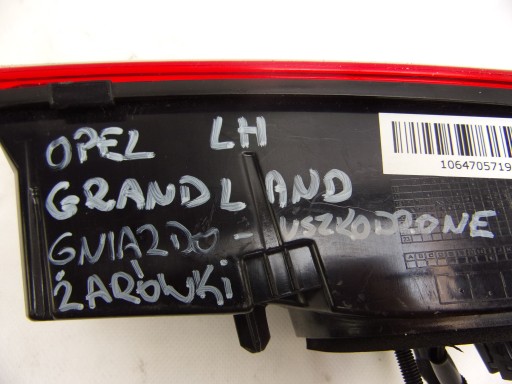 OPEL LH
GRANDLAND
GNIAZDO - USZKODZONE
ŻARÓWKI
1064705719